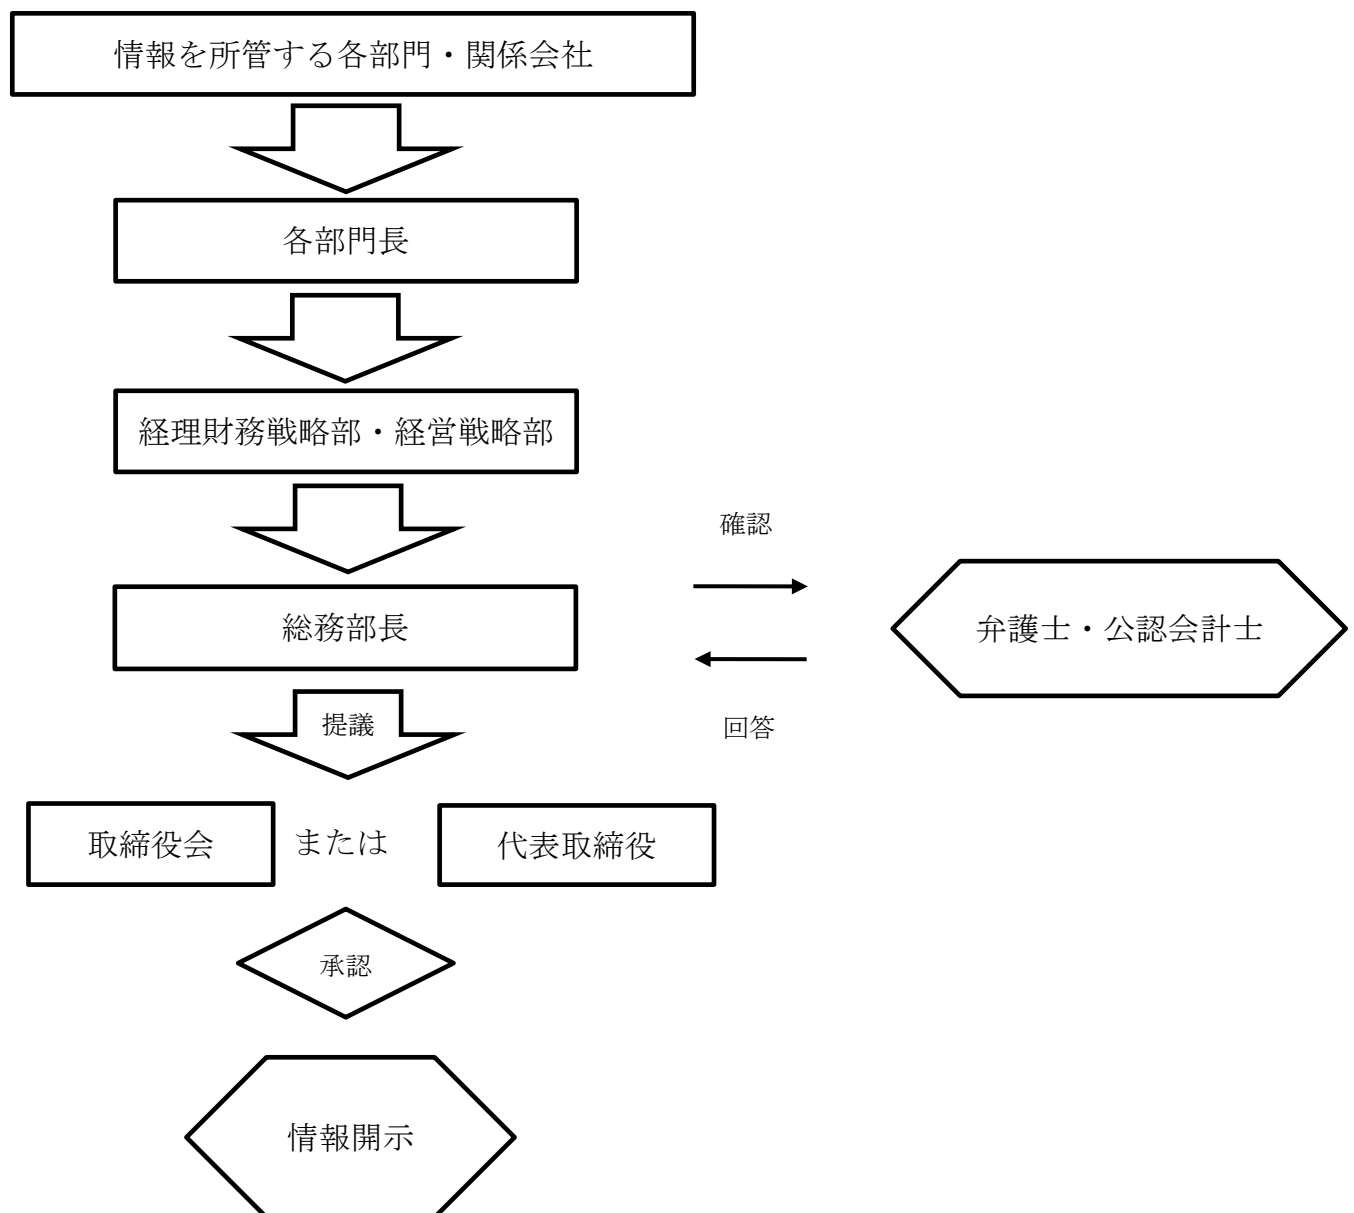 情報を所管する各部門・関係会社
各部門長
経理財務戦略部・経営戦略部
確認
総務部長
弁護士・公認会計士
提議
回答
取締役会 または 代表取締役
承認
情報開示